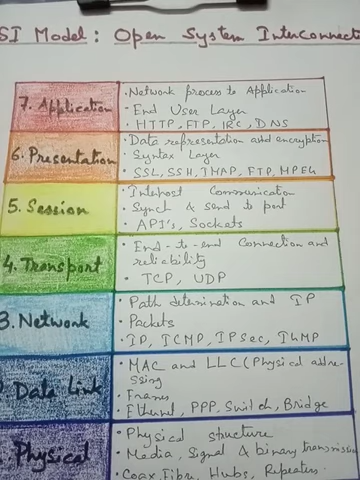 SI Model: Open System Interconnect
7. Application
• Network process to Application
• End User Layer
• HTTP, FTP, IRC, DNS
6. Presentation
• Data representation and encryption
• Syntax Layer
• SSL, SSH, IMAP, FTP, MPEG
5. Session
• Interhost Communication
• Synch & send to port
• API's, Sockets
4. Transport
• End-to-end Connection and
reliability
• TCP, UDP
3. Network
• Path determination and IP
• Packets
• IP, ICMP, IPSec, IGMP
Data Link
• MAC and LLC (Physical addre-
ssing
• Frames
• Ethernet, PPP, Switch, Bridge
Physical
• Physical structure
• Media, Signal & binary transmission
• Coax, Fibre, Hubs, Repeaters